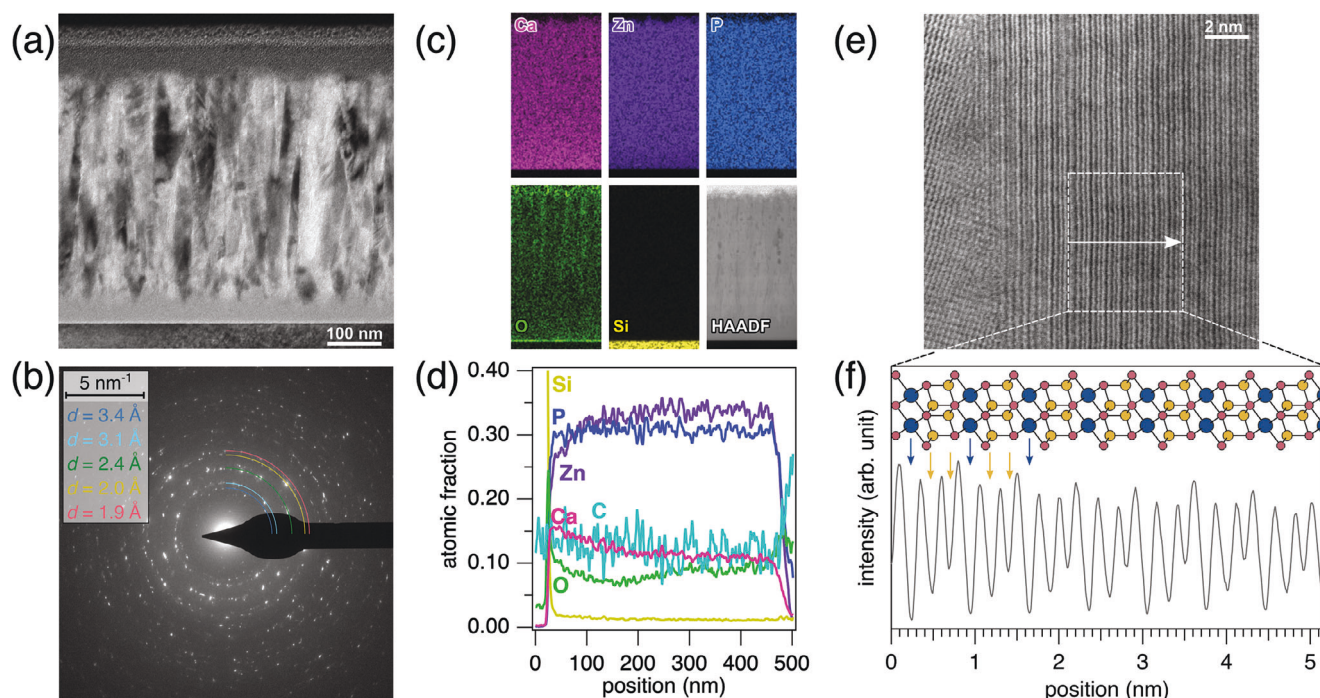 (a)
100 nm
(b)
5 nm⁻¹
d = 3.4 Å
d = 3.1 Å
d = 2.4 Å
d = 2.0 Å
d = 1.9 Å
(c)
Ca
Zn
P
O
Si
HAADF
(d)
0.40
0.30
0.20
0.10
0.00
atomic fraction
Si
P
Zn
Ca
C
O
0
100
200
300
400
500
position (nm)
(e)
2 nm
(f)
intensity (arb. unit)
0
1
2
3
4
5
position (nm)